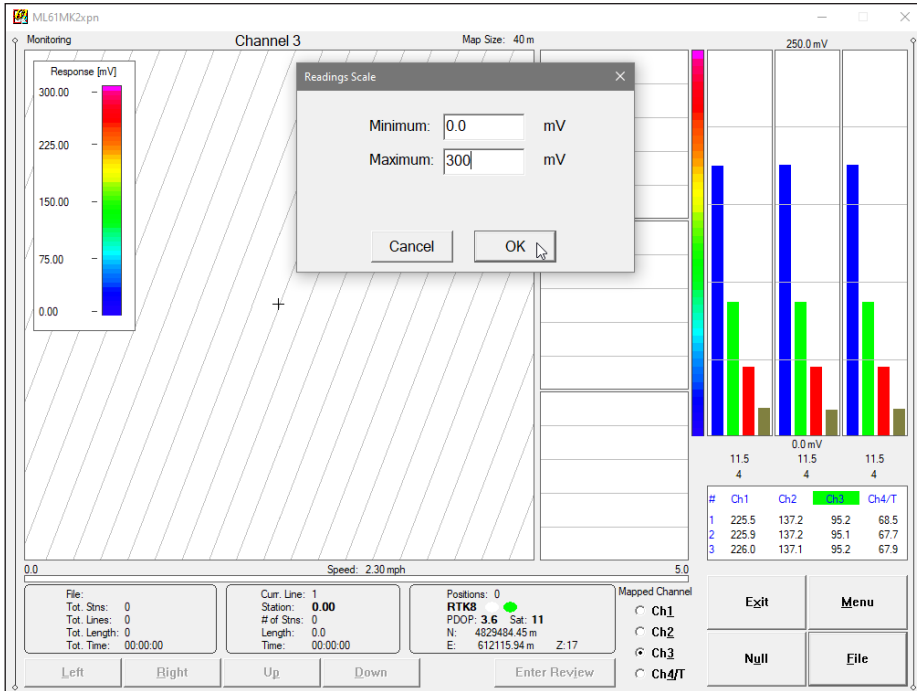 ML61MK2xpn
Monitoring
Channel 3
Map Size: 40 m
250.0 mV
Response [mV]
300.00
225.00
150.00
75.00
0.00
Readings Scale
Minimum: 0.0 mV
Maximum: 300 mV
Cancel OK
0.0 mV
11.5 11.5 11.5
4 4 4
# Ch1 Ch2 Ch3 Ch4/T
1 225.5 137.2 95.2 68.5
2 225.9 137.2 95.1 67.7
3 226.0 137.1 95.2 67.9
0.0 Speed: 2.30 mph 5.0
File:
Tot. Stns: 0
Tot. Lines: 0
Tot. Length: 0
Tot. Time: 00:00:00
Curr. Line: 1
Station: 0.00
# of Stns: 0
Length: 0.0
Time: 00:00:00
Positions: 0
RTK8
PDOP: 3.6 Sat: 11
N: 4829484.45 m
E: 612115.94 m Z:17
Mapped Channel
Ch1
Ch2
Ch3
Ch4/T
Exit Menu
Null File
Left Right Up Down Enter Review